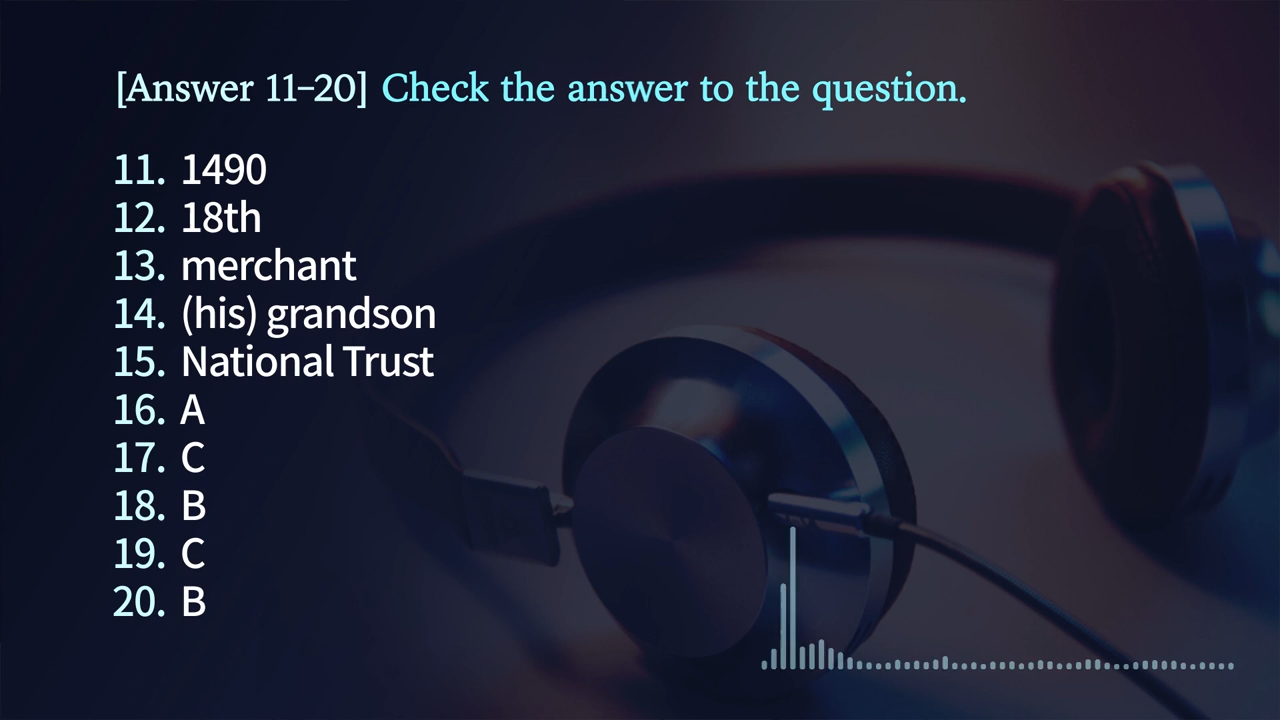 [Answer 11–20] Check the answer to the question.
11. 1490
12. 18th
13. merchant
14. (his) grandson
15. National Trust
16. A
17. C
18. B
19. C
20. B